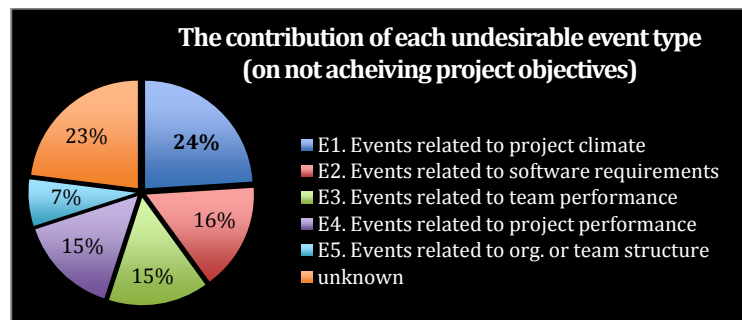 The contribution of each undesirable event type
(on not acheiving project objectives)
24%
16%
15%
15%
7%
23%
E1. Events related to project climate
E2. Events related to software requirements
E3. Events related to team performance
E4. Events related to project performance
E5. Events related to org. or team structure
unknown